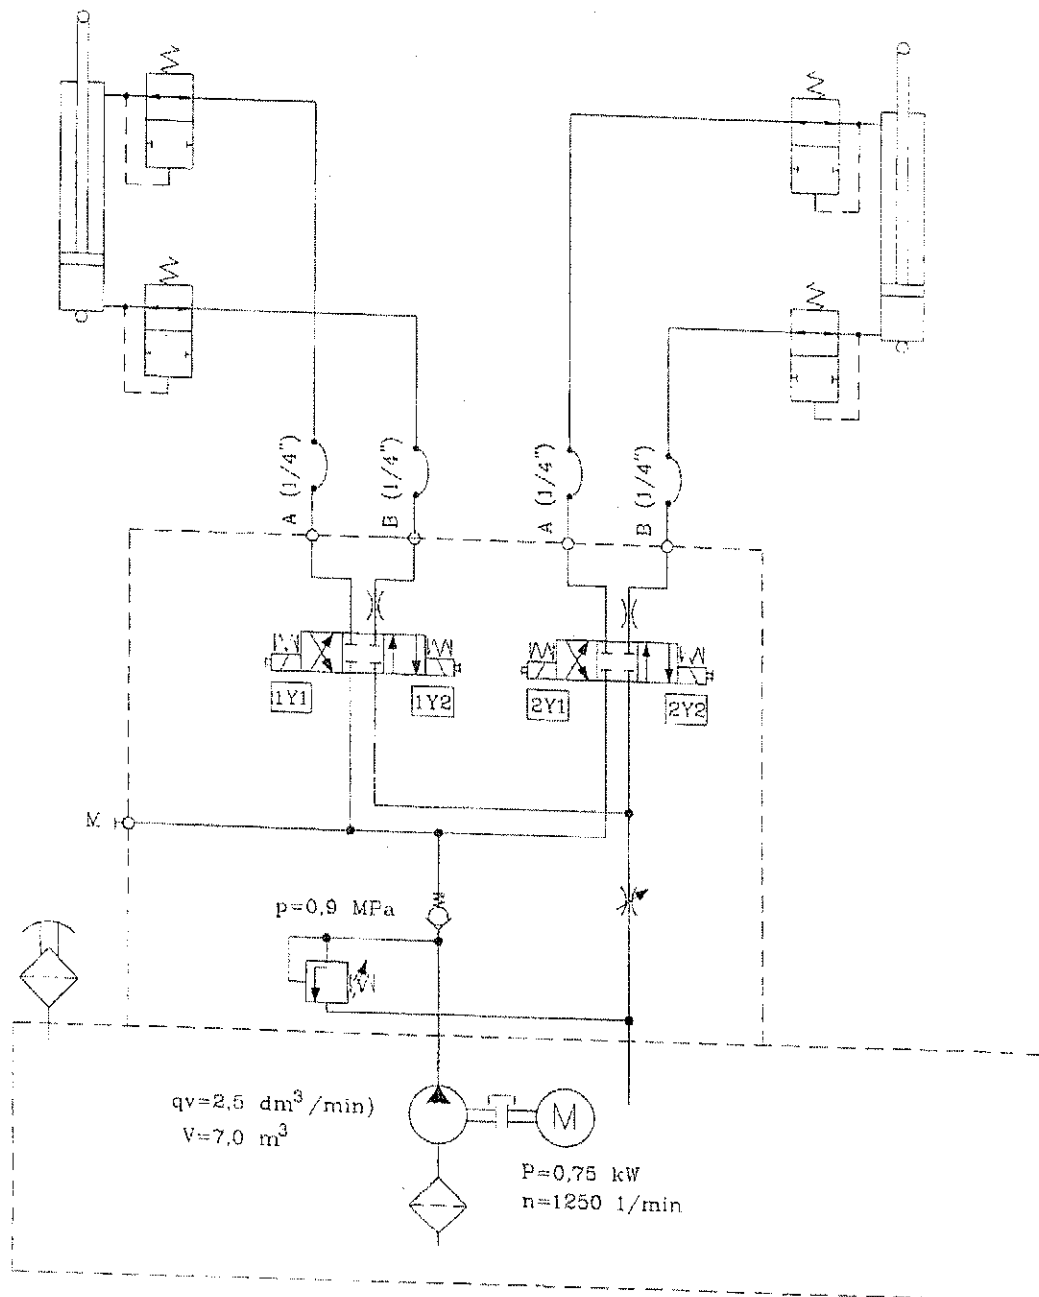 A (1/4")
B (1/4")
A (1/4")
B (1/4")
1Y1
1Y2
2Y1
2Y2
M
p=0,9 MPa
qv=2,5 dm³/min)
V=7,0 m³
M
P=0,75 kW
n=1250 1/min